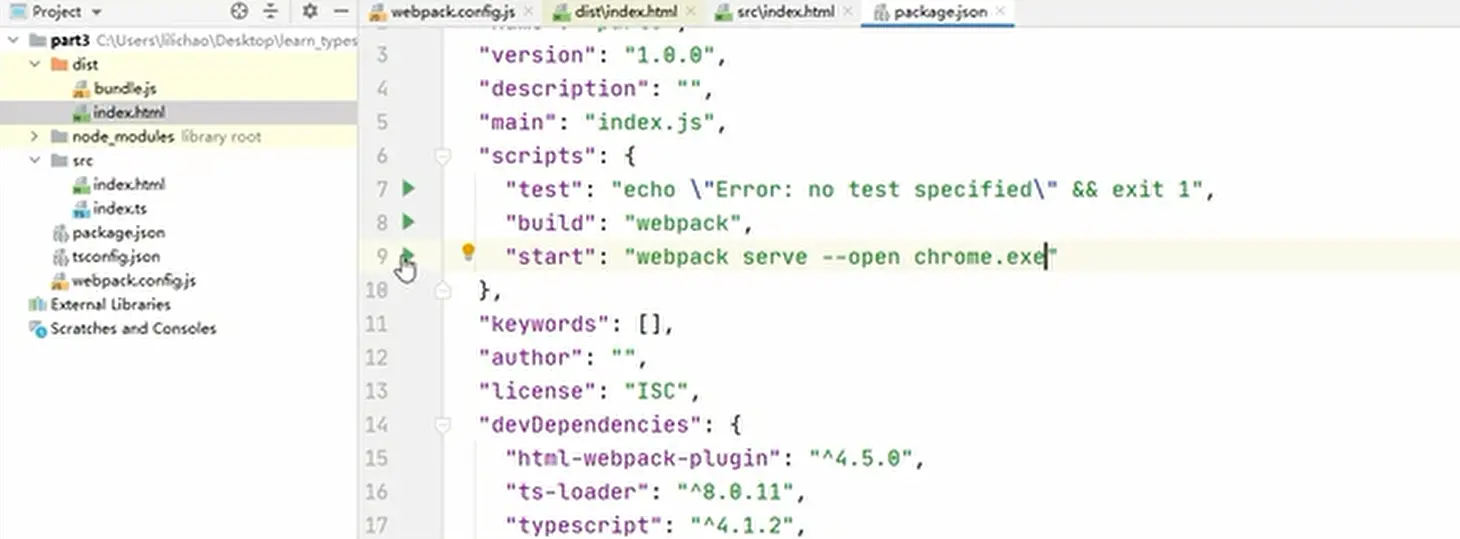 Project
webpack.config.js
dist\index.html
src\index.html
package.json
part3 C:\Users\lilichao\Desktop\learn_types
dist
bundle.js
index.html
node_modules library root
src
index.html
index.ts
package.json
tsconfig.json
webpack.config.js
External Libraries
Scratches and Consoles
3 "version": "1.0.0",
4 "description": "",
5 "main": "index.js",
6 "scripts": {
7 "test": "echo \"Error: no test specified\" && exit 1",
8 "build": "webpack",
9 "start": "webpack serve --open chrome.exe"
10 },
11 "keywords": [],
12 "author": "",
13 "license": "ISC",
14 "devDependencies": {
15 "html-webpack-plugin": "^4.5.0",
16 "ts-loader": "^8.0.11",
17 "typescript": "^4.1.2",